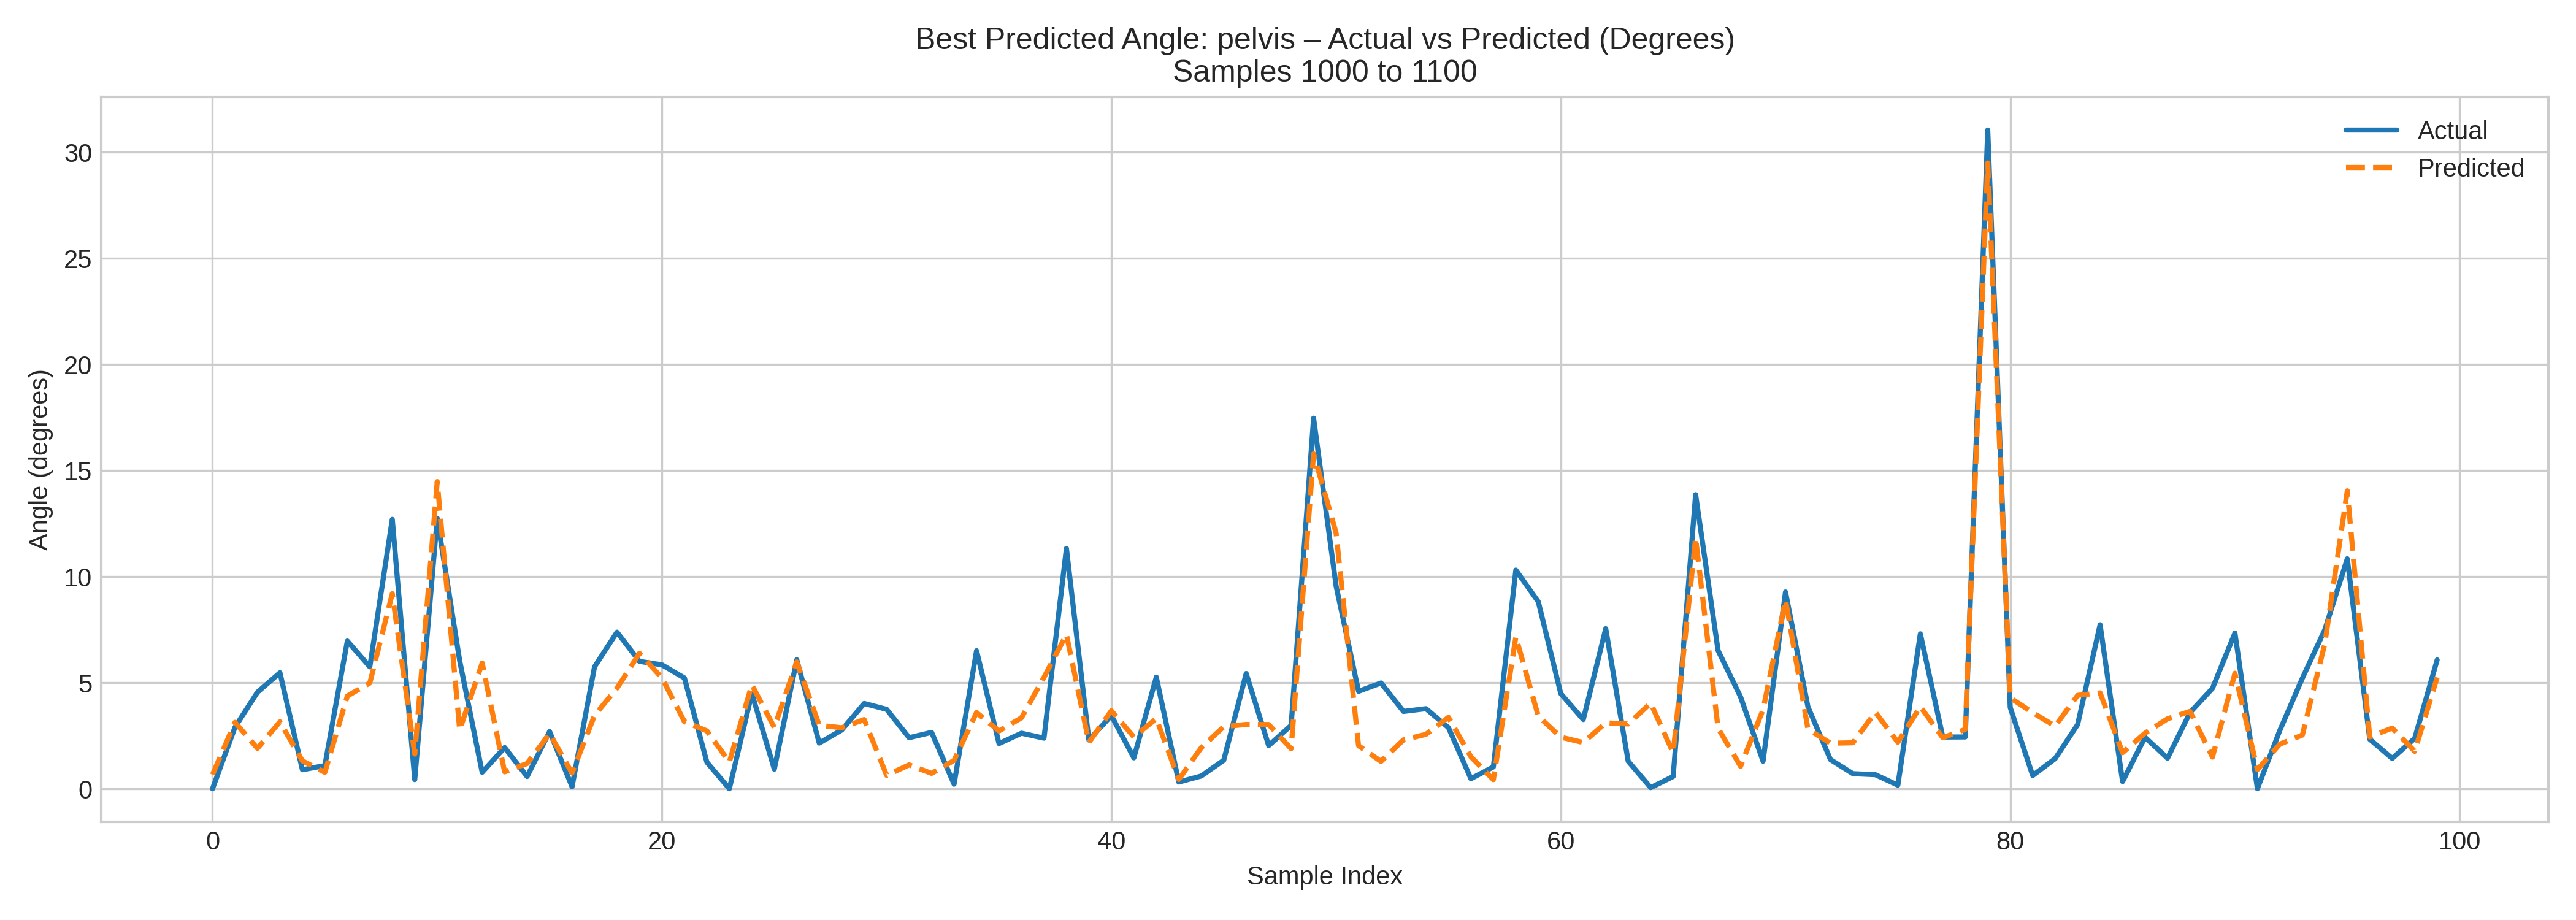 Best Predicted Angle: pelvis – Actual vs Predicted (Degrees)
Samples 1000 to 1100
Actual
Predicted
Angle (degrees)
30
25
20
15
10
5
0
0 20 40 60 80 100
Sample Index